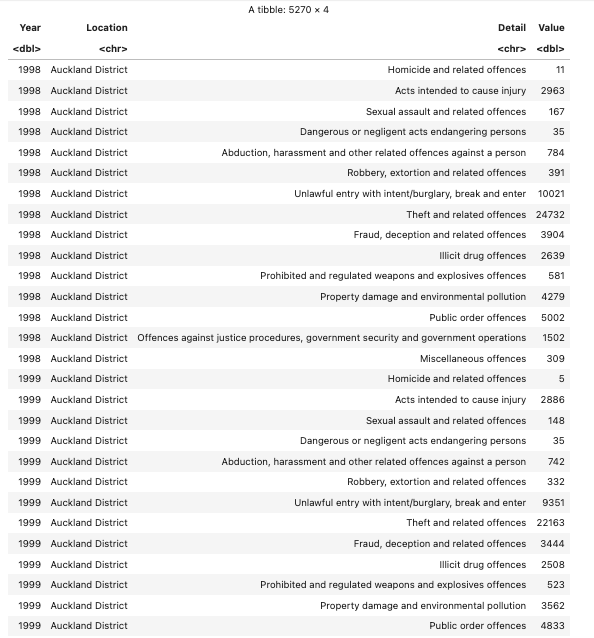 A tibble: 5270 × 4
Year Location Detail Value
<dbl> <chr> <chr> <dbl>
1998 Auckland District Homicide and related offences 11
1998 Auckland District Acts intended to cause injury 2963
1998 Auckland District Sexual assault and related offences 167
1998 Auckland District Dangerous or negligent acts endangering persons 35
1998 Auckland District Abduction, harassment and other related offences against a person 784
1998 Auckland District Robbery, extortion and related offences 391
1998 Auckland District Unlawful entry with intent/burglary, break and enter 10021
1998 Auckland District Theft and related offences 24732
1998 Auckland District Fraud, deception and related offences 3904
1998 Auckland District Illicit drug offences 2639
1998 Auckland District Prohibited and regulated weapons and explosives offences 581
1998 Auckland District Property damage and environmental pollution 4279
1998 Auckland District Public order offences 5002
1998 Auckland District Offences against justice procedures, government security and government operations 1502
1998 Auckland District Miscellaneous offences 309
1999 Auckland District Homicide and related offences 5
1999 Auckland District Acts intended to cause injury 2886
1999 Auckland District Sexual assault and related offences 148
1999 Auckland District Dangerous or negligent acts endangering persons 35
1999 Auckland District Abduction, harassment and other related offences against a person 742
1999 Auckland District Robbery, extortion and related offences 332
1999 Auckland District Unlawful entry with intent/burglary, break and enter 9351
1999 Auckland District Theft and related offences 22163
1999 Auckland District Fraud, deception and related offences 3444
1999 Auckland District Illicit drug offences 2508
1999 Auckland District Prohibited and regulated weapons and explosives offences 523
1999 Auckland District Property damage and environmental pollution 3562
1999 Auckland District Public order offences 4833